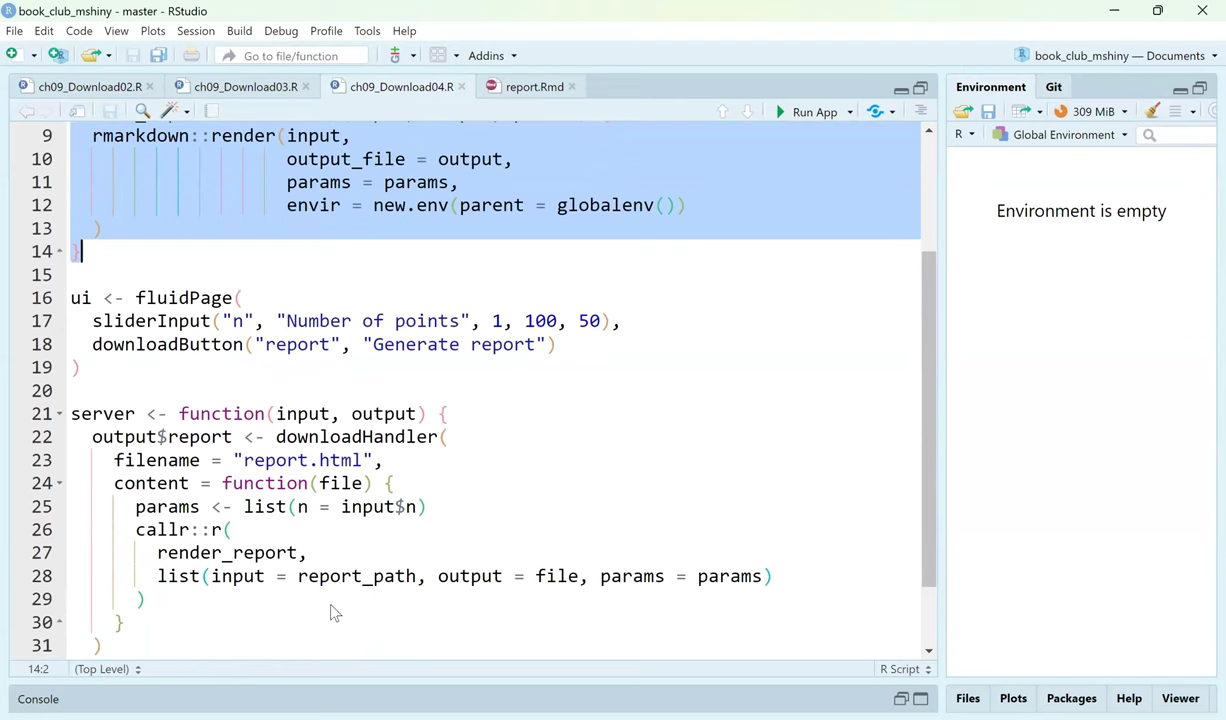 book_club_mshiny - master - RStudio
File Edit Code View Plots Session Build Debug Profile Tools Help
Go to file/function Addins book_club_mshiny — Documents
ch09_Download02.R ch09_Download03.R ch09_Download04.R report.Rmd Environment Git
Run App 309 MiB
R Global Environment
9 rmarkdown::render(input,
10 output_file = output,
11 params = params,
12 envir = new.env(parent = globalenv())
13 )
14 }
15
16 ui <- fluidPage(
17 sliderInput("n", "Number of points", 1, 100, 50),
18 downloadButton("report", "Generate report")
19 )
20
21 server <- function(input, output) {
22 output$report <- downloadHandler(
23 filename = "report.html",
24 content = function(file) {
25 params <- list(n = input$n)
26 callr::r(
27 render_report,
28 list(input = report_path, output = file, params = params)
29 )
30 }
31 )
Environment is empty
14:2 (Top Level) R Script
Console Files Plots Packages Help Viewer